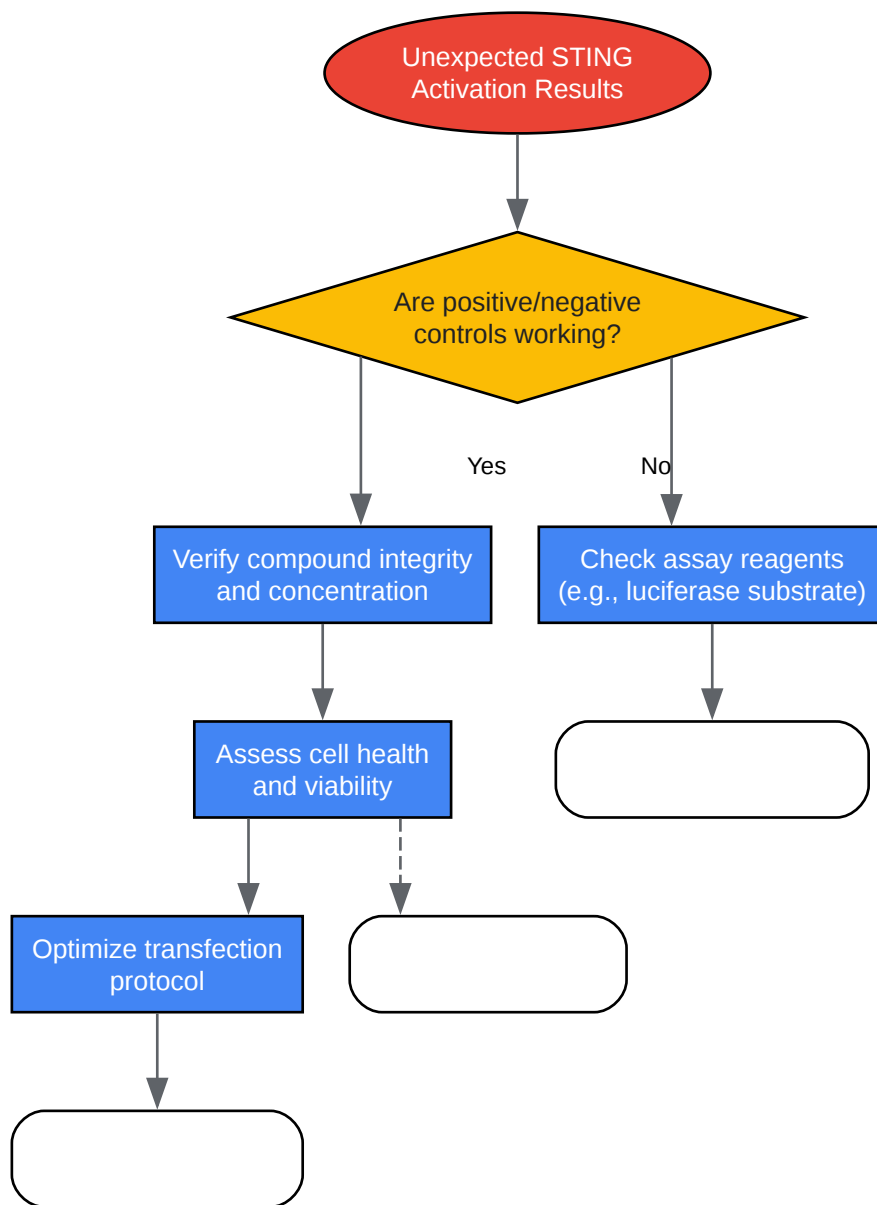 Unexpected STING
Activation Results
Are positive/negative
controls working?
Yes
No
Verify compound integrity
and concentration
Check assay reagents
(e.g., luciferase substrate)
Assess cell health
and viability
Optimize transfection
protocol